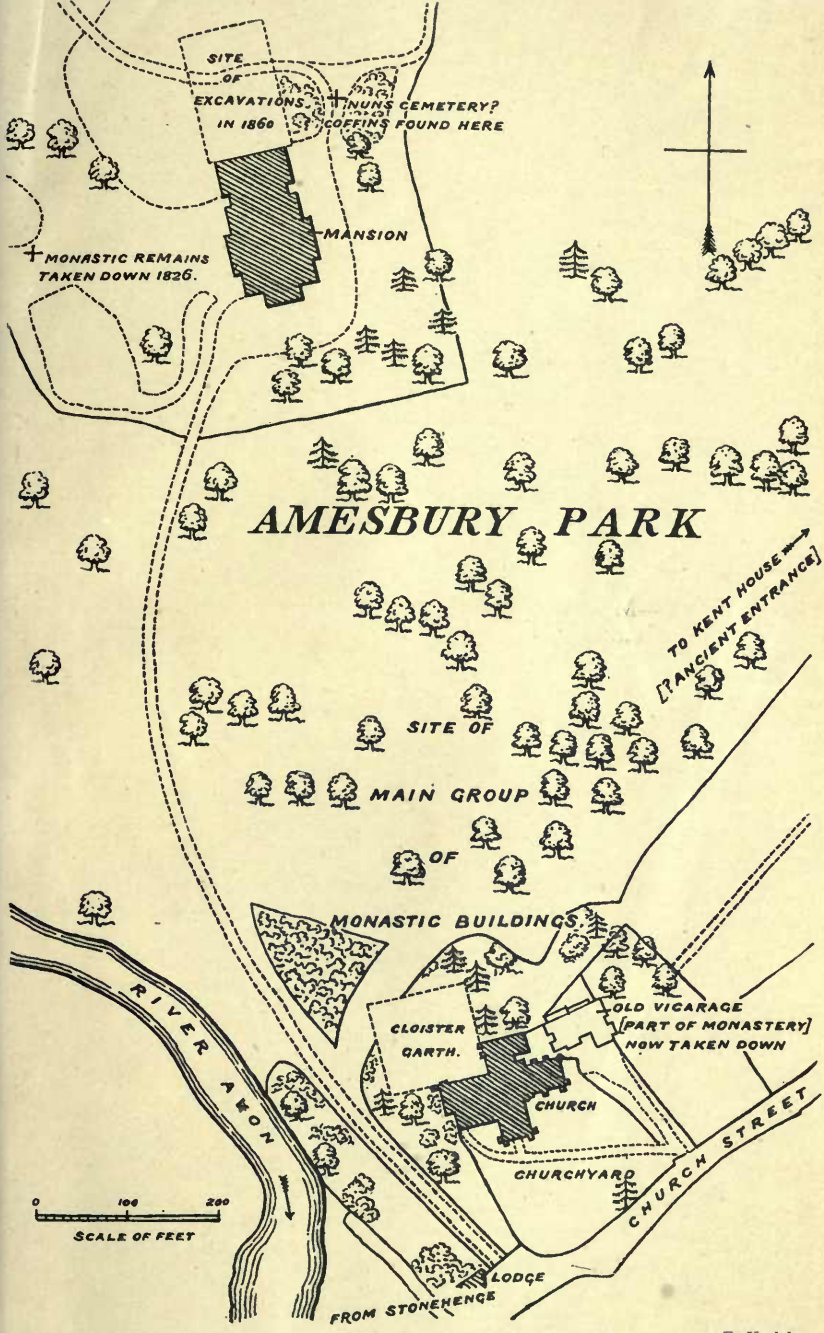 SITE
OF
EXCAVATIONS
IN 1860
NUNS CEMETERY?
? COFFINS FOUND HERE
MANSION
MONASTIC REMAINS
TAKEN DOWN 1826.
AMESBURY PARK
TO KENT HOUSE
[? ANCIENT ENTRANCE]
SITE OF
MAIN GROUP
OF
MONASTIC BUILDINGS
RIVER AVON
CLOISTER
GARTH.
OLD VICARAGE
[PART OF MONASTERY]
NOW TAKEN DOWN
CHURCH
CHURCHYARD
CHURCH STREET
0 100 200
SCALE OF FEET
LODGE
FROM STONEHENGE